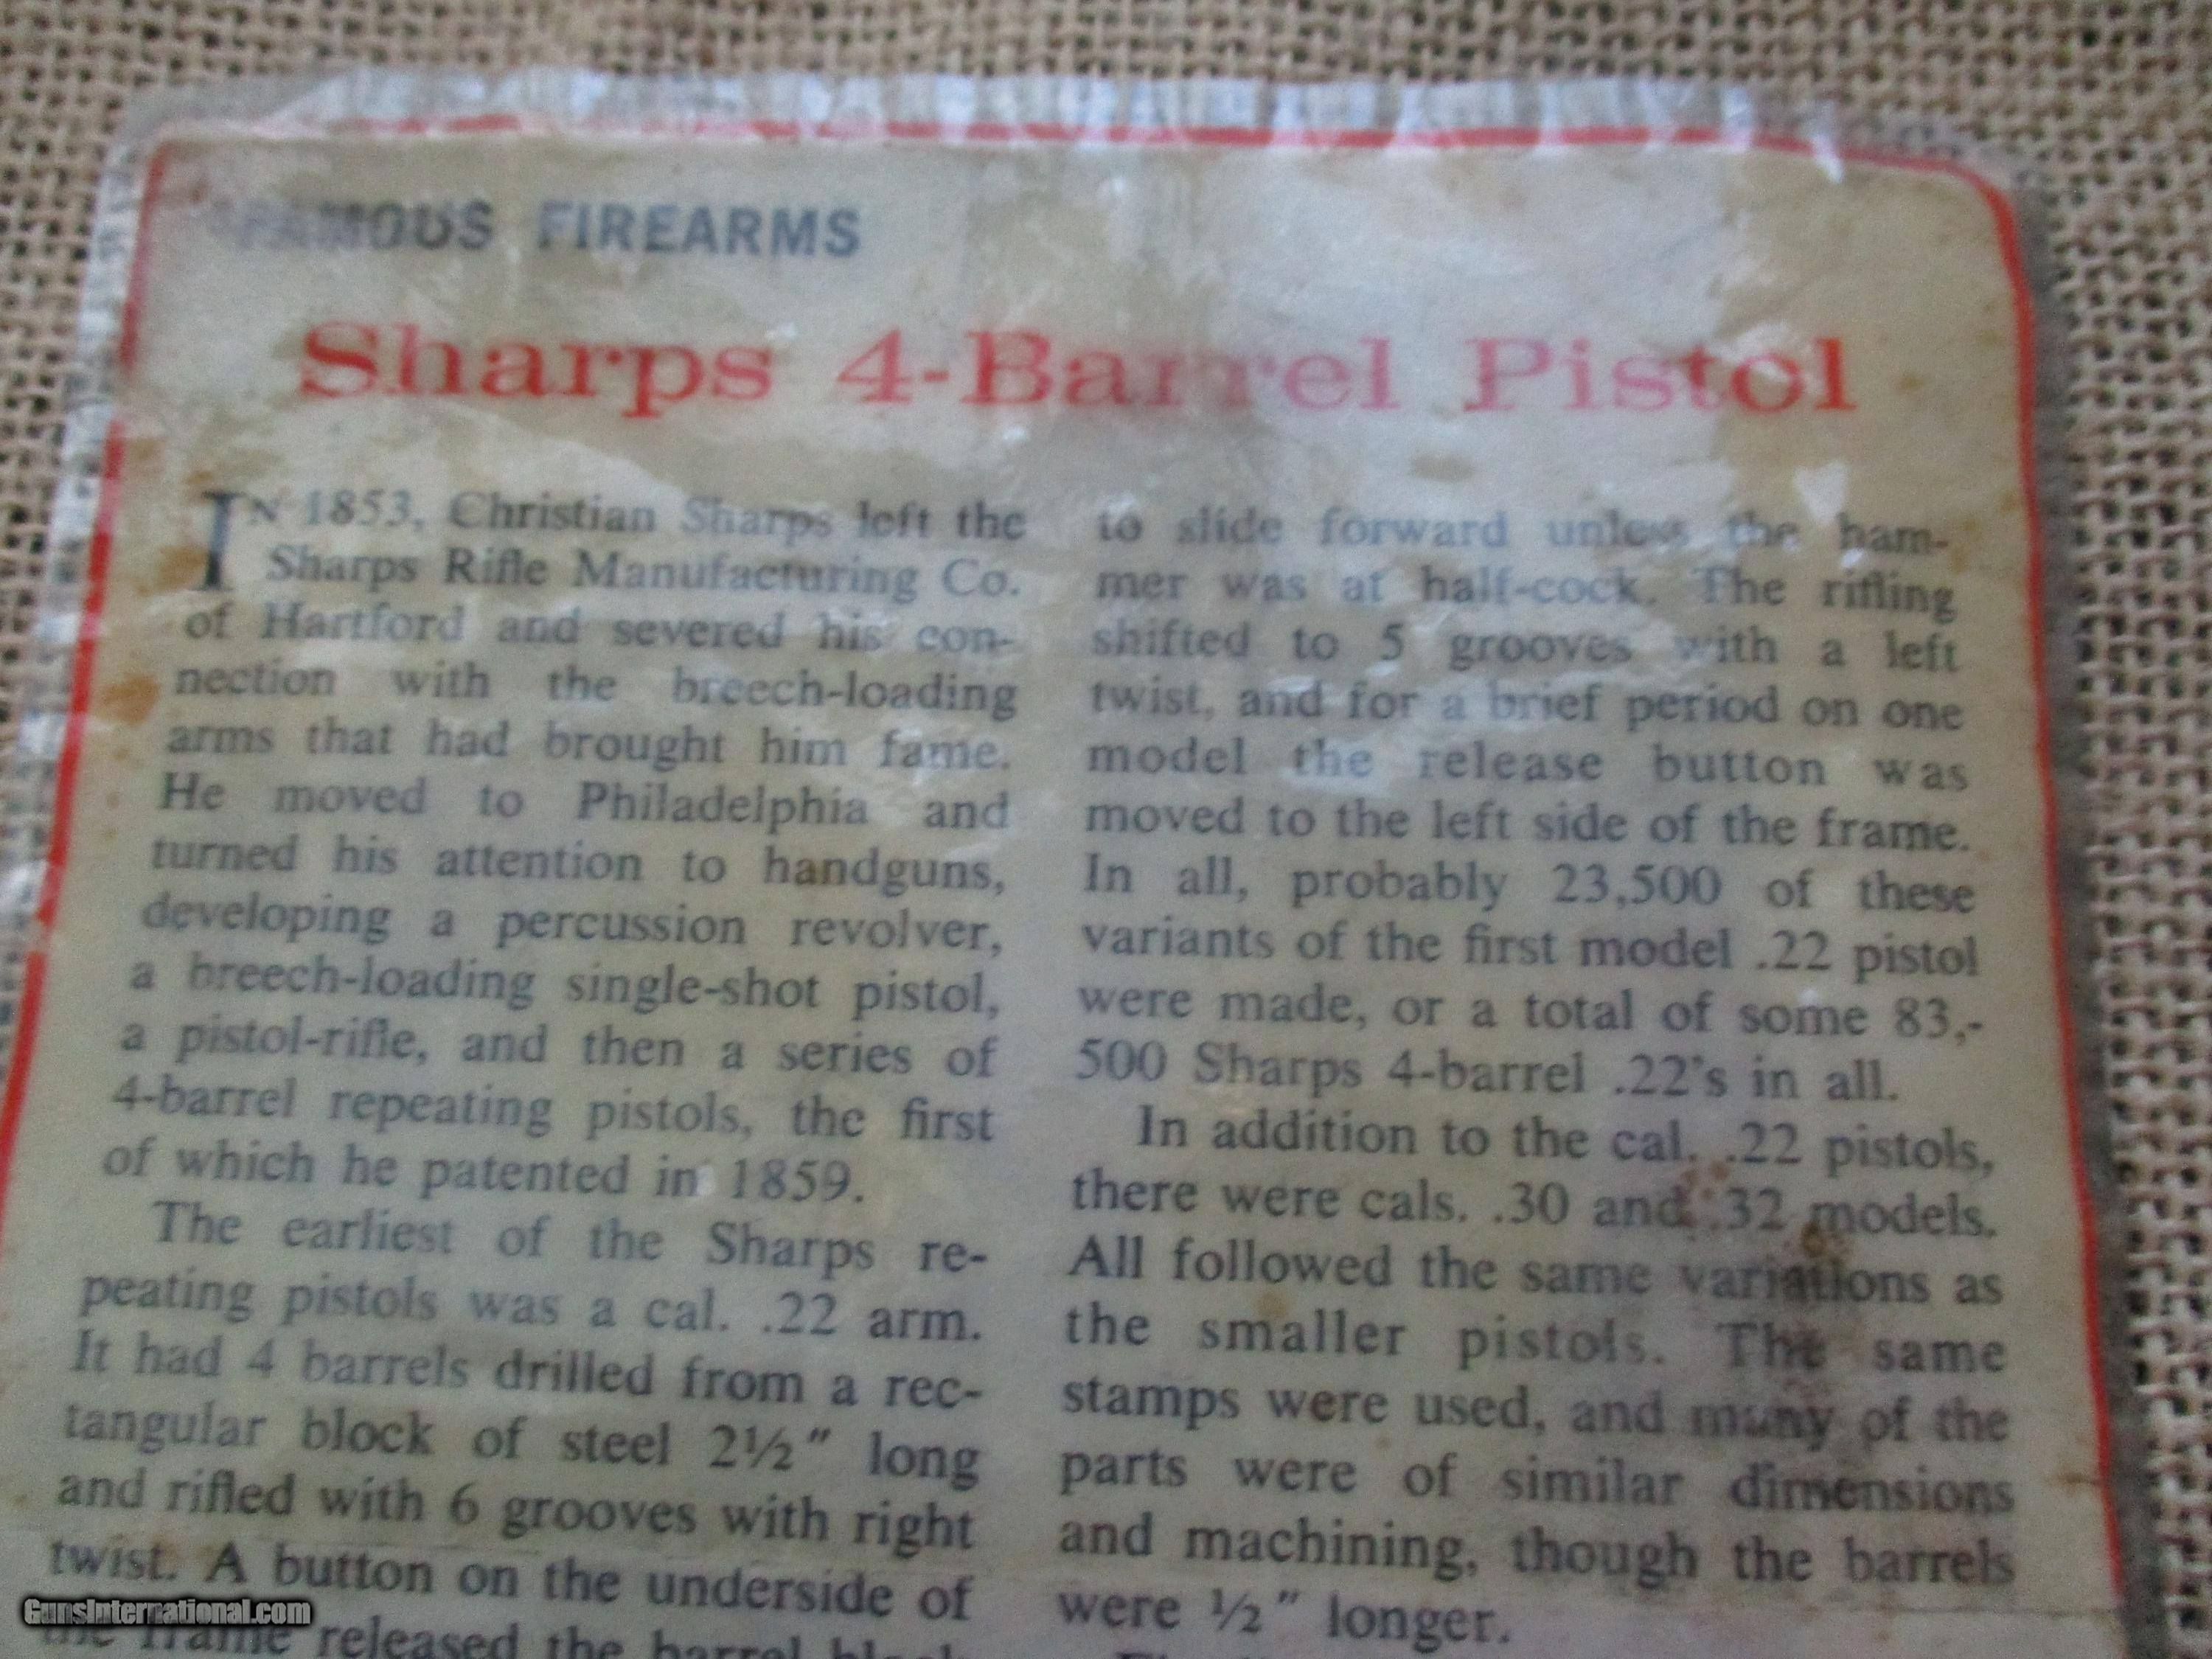 FAMOUS FIREARMS
Sharps 4-Barrel Pistol
IN 1853, Christian Sharps left the
Sharps Rifle Manufacturing Co.
of Hartford and severed his con-
nection with the breech-loading
arms that had brought him fame.
He moved to Philadelphia and
turned his attention to handguns,
developing a percussion revolver,
a breech-loading single-shot pistol,
a pistol-rifle, and then a series of
4-barrel repeating pistols, the first
of which he patented in 1859.
The earliest of the Sharps re-
peating pistols was a cal. .22 arm.
It had 4 barrels drilled from a rec-
tangular block of steel 2½" long
and rifled with 6 grooves with right
twist. A button on the underside of
the frame released the barrel block
to slide forward unless the ham-
mer was at half-cock. The rifling
shifted to 5 grooves with a left
twist, and for a brief period on one
model the release button was
moved to the left side of the frame.
In all, probably 23,500 of these
variants of the first model .22 pistol
were made, or a total of some 83,-
500 Sharps 4-barrel .22's in all.
In addition to the cal. .22 pistols,
there were cals. .30 and .32 models.
All followed the same variations as
the smaller pistols. The same
stamps were used, and many of the
parts were of similar dimensions
and machining, though the barrels
were ½" longer.
GunsInternational.com